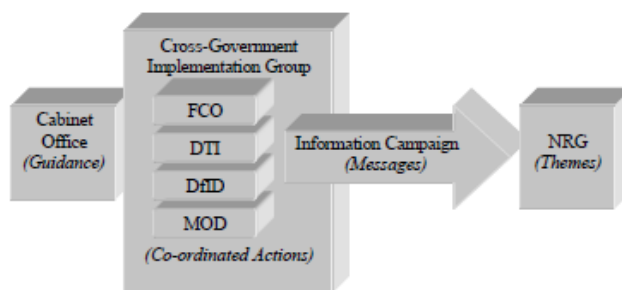 Cabinet
Office
(Guidance)
Cross-Government
Implementation Group
FCO
DTI
DfID
MOD
(Co-ordinated Actions)
Information Campaign
(Messages)
NRG
(Themes)